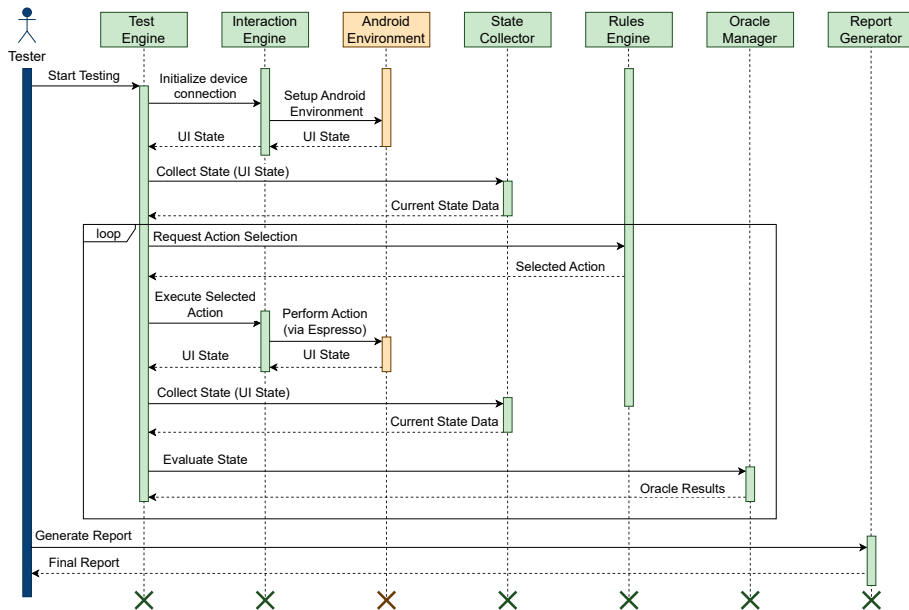 Tester
Test
Engine
Interaction
Engine
Android
Environment
State
Collector
Rules
Engine
Oracle
Manager
Report
Generator
Start Testing
Initialize device
connection
Setup Android
Environment
UI State
UI State
Collect State (UI State)
Current State Data
loop
Request Action Selection
Selected Action
Execute Selected
Action
Perform Action
(via Espresso)
UI State
UI State
Collect State (UI State)
Current State Data
Evaluate State
Oracle Results
Generate Report
Final Report